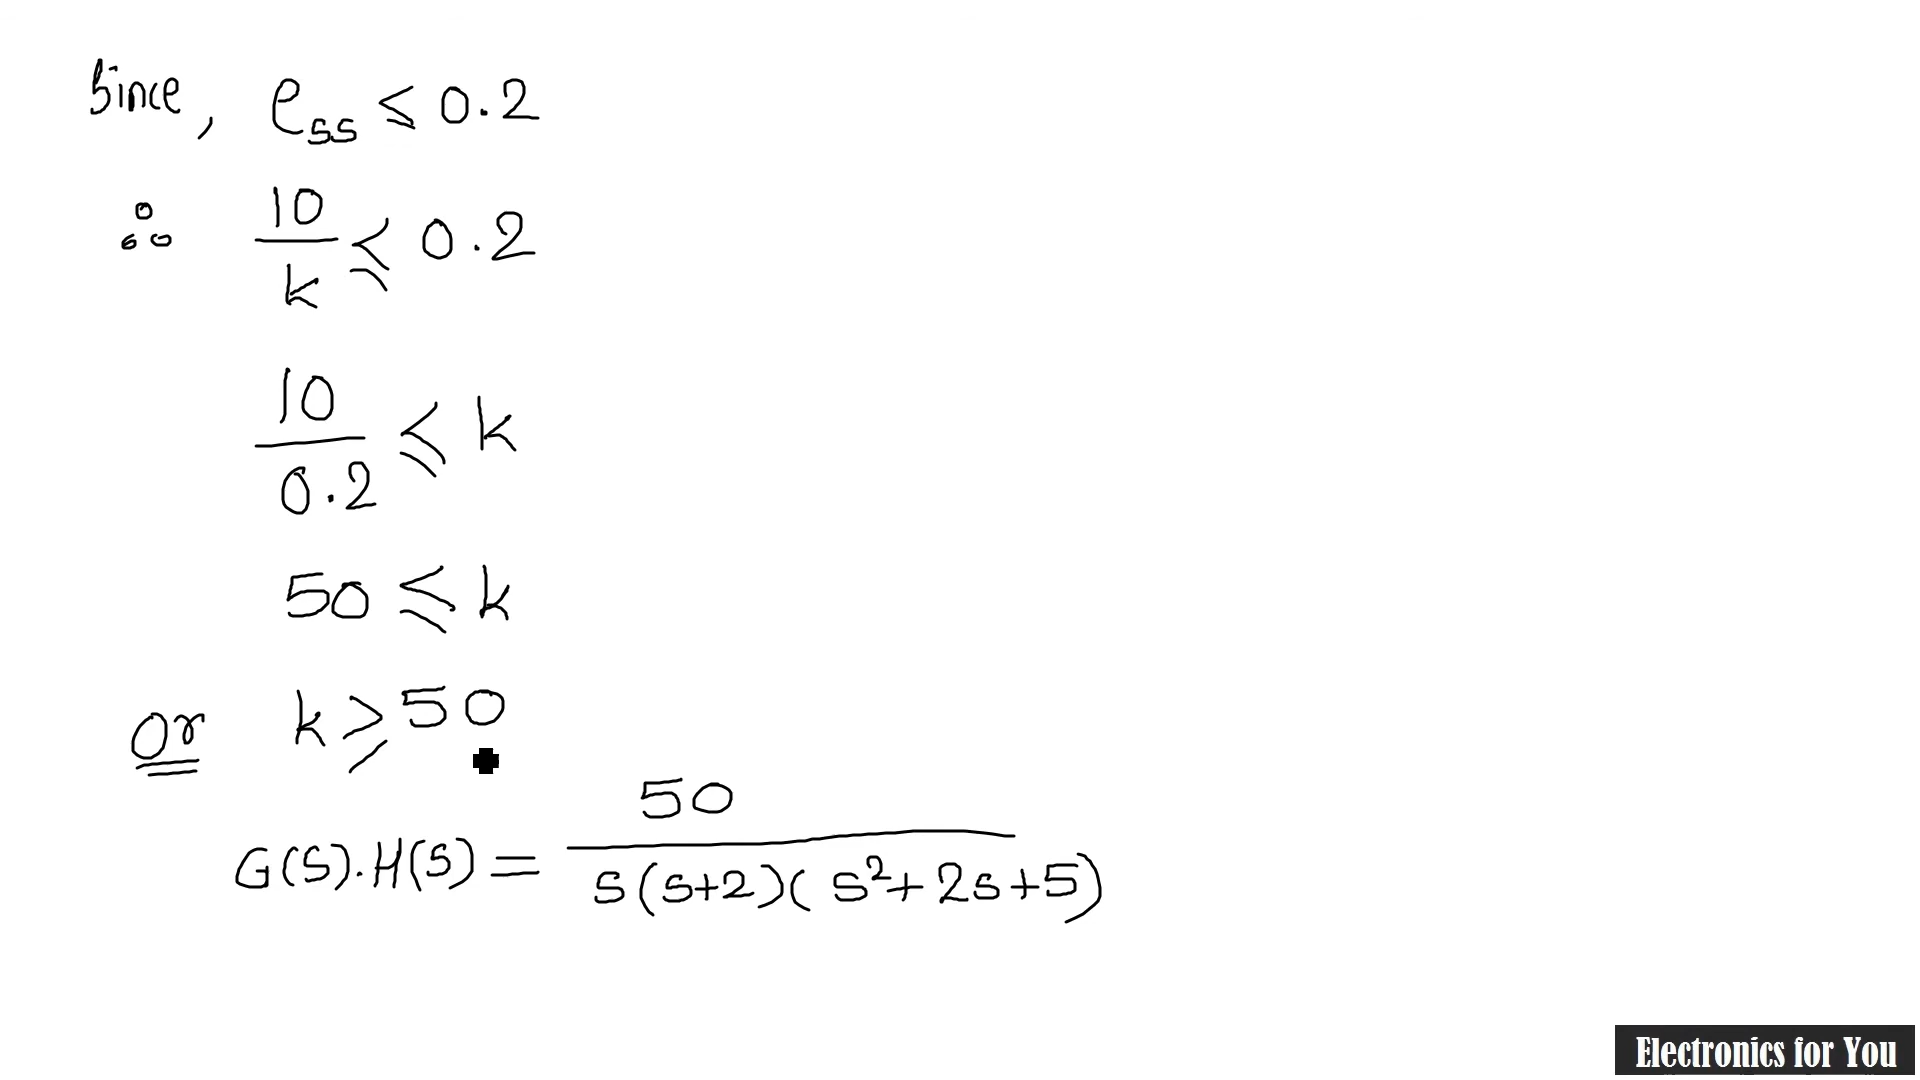 Since, e_ss ≤ 0.2
∴ 10/k ≤ 0.2
10/0.2 ≤ k
50 ≤ k
Or k ≥ 50
G(s).H(s) = 50/(s(s+2)(s²+2s+5))
Electronics for You